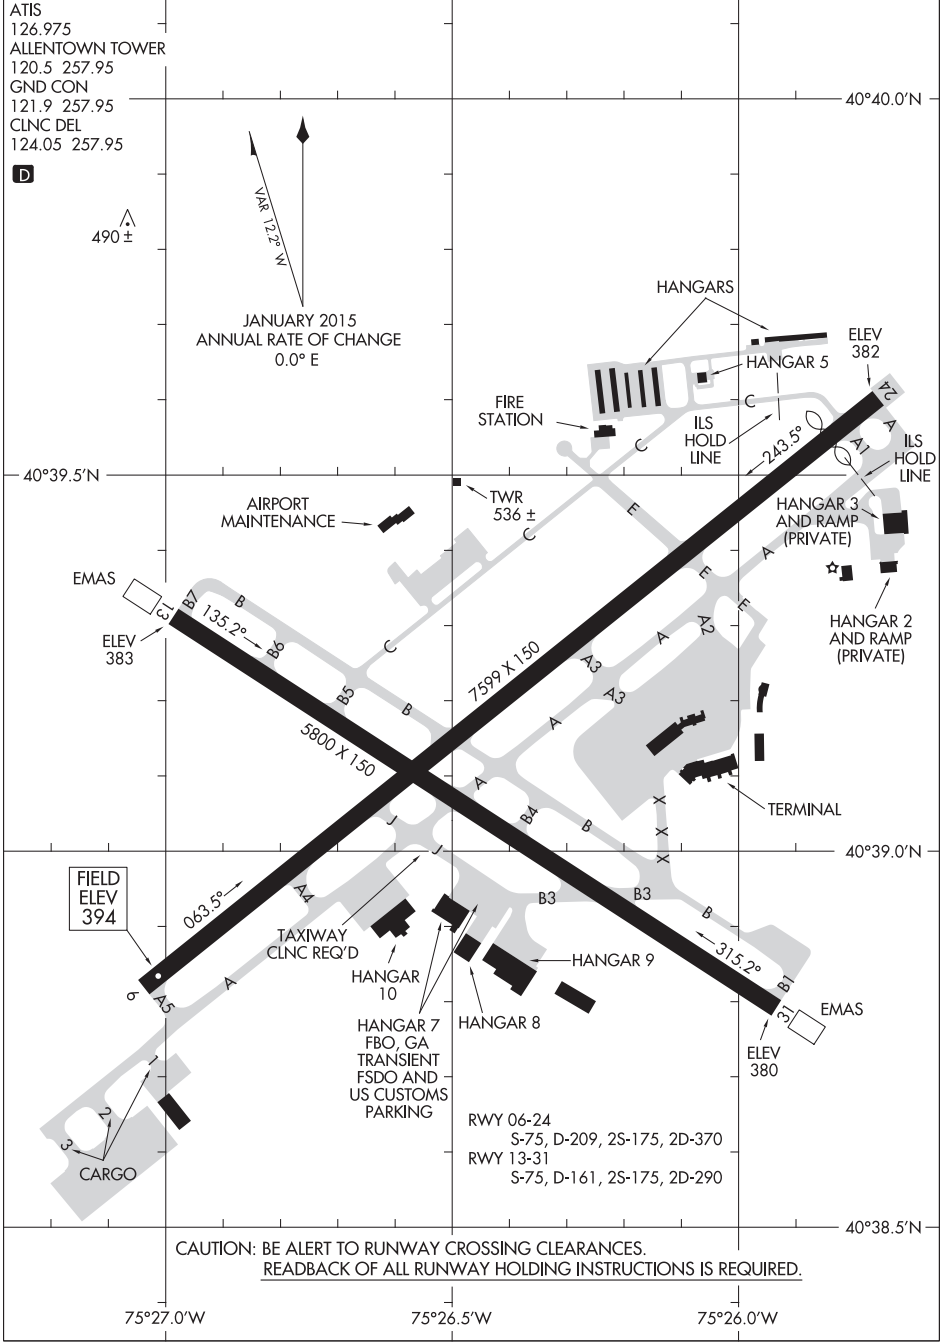 ATIS
126.975
ALLENTOWN TOWER
120.5 257.95
GND CON
121.9 257.95
CLNC DEL
124.05 257.95
D
490 ±
VAR 12.2° W
JANUARY 2015
ANNUAL RATE OF CHANGE
0.0° E
40°40.0'N
HANGARS
ELEV
382
HANGAR 5
24
FIRE
STATION
C
C
ILS
HOLD
LINE
243.5°
A
A1
ILS
HOLD
LINE
40°39.5'N
TWR
536 ±
AIRPORT
MAINTENANCE
HANGAR 3
AND RAMP
(PRIVATE)
E
C
A
E
EMAS
13
B7
B
135.2°
E
ELEV
383
HANGAR 2
AND RAMP
(PRIVATE)
B6
C
A
A2
A3
7599 X 150
B5
A3
B
A
5800 X 150
A
X
X
X
TERMINAL
B4
B
J
J
40°39.0'N
FIELD
ELEV
394
063.5°
A4
B3
B3
B
TAXIWAY
CLNC REQ'D
315.2°
HANGAR
10
HANGAR 9
6
A5
A
B1
31
EMAS
HANGAR 7
FBO, GA
TRANSIENT
FSDO AND
US CUSTOMS
PARKING
HANGAR 8
ELEV
380
1
2
3
CARGO
RWY 06-24
S-75, D-209, 2S-175, 2D-370
RWY 13-31
S-75, D-161, 2S-175, 2D-290
40°38.5'N
CAUTION: BE ALERT TO RUNWAY CROSSING CLEARANCES.
READBACK OF ALL RUNWAY HOLDING INSTRUCTIONS IS REQUIRED.
75°27.0'W
75°26.5'W
75°26.0'W